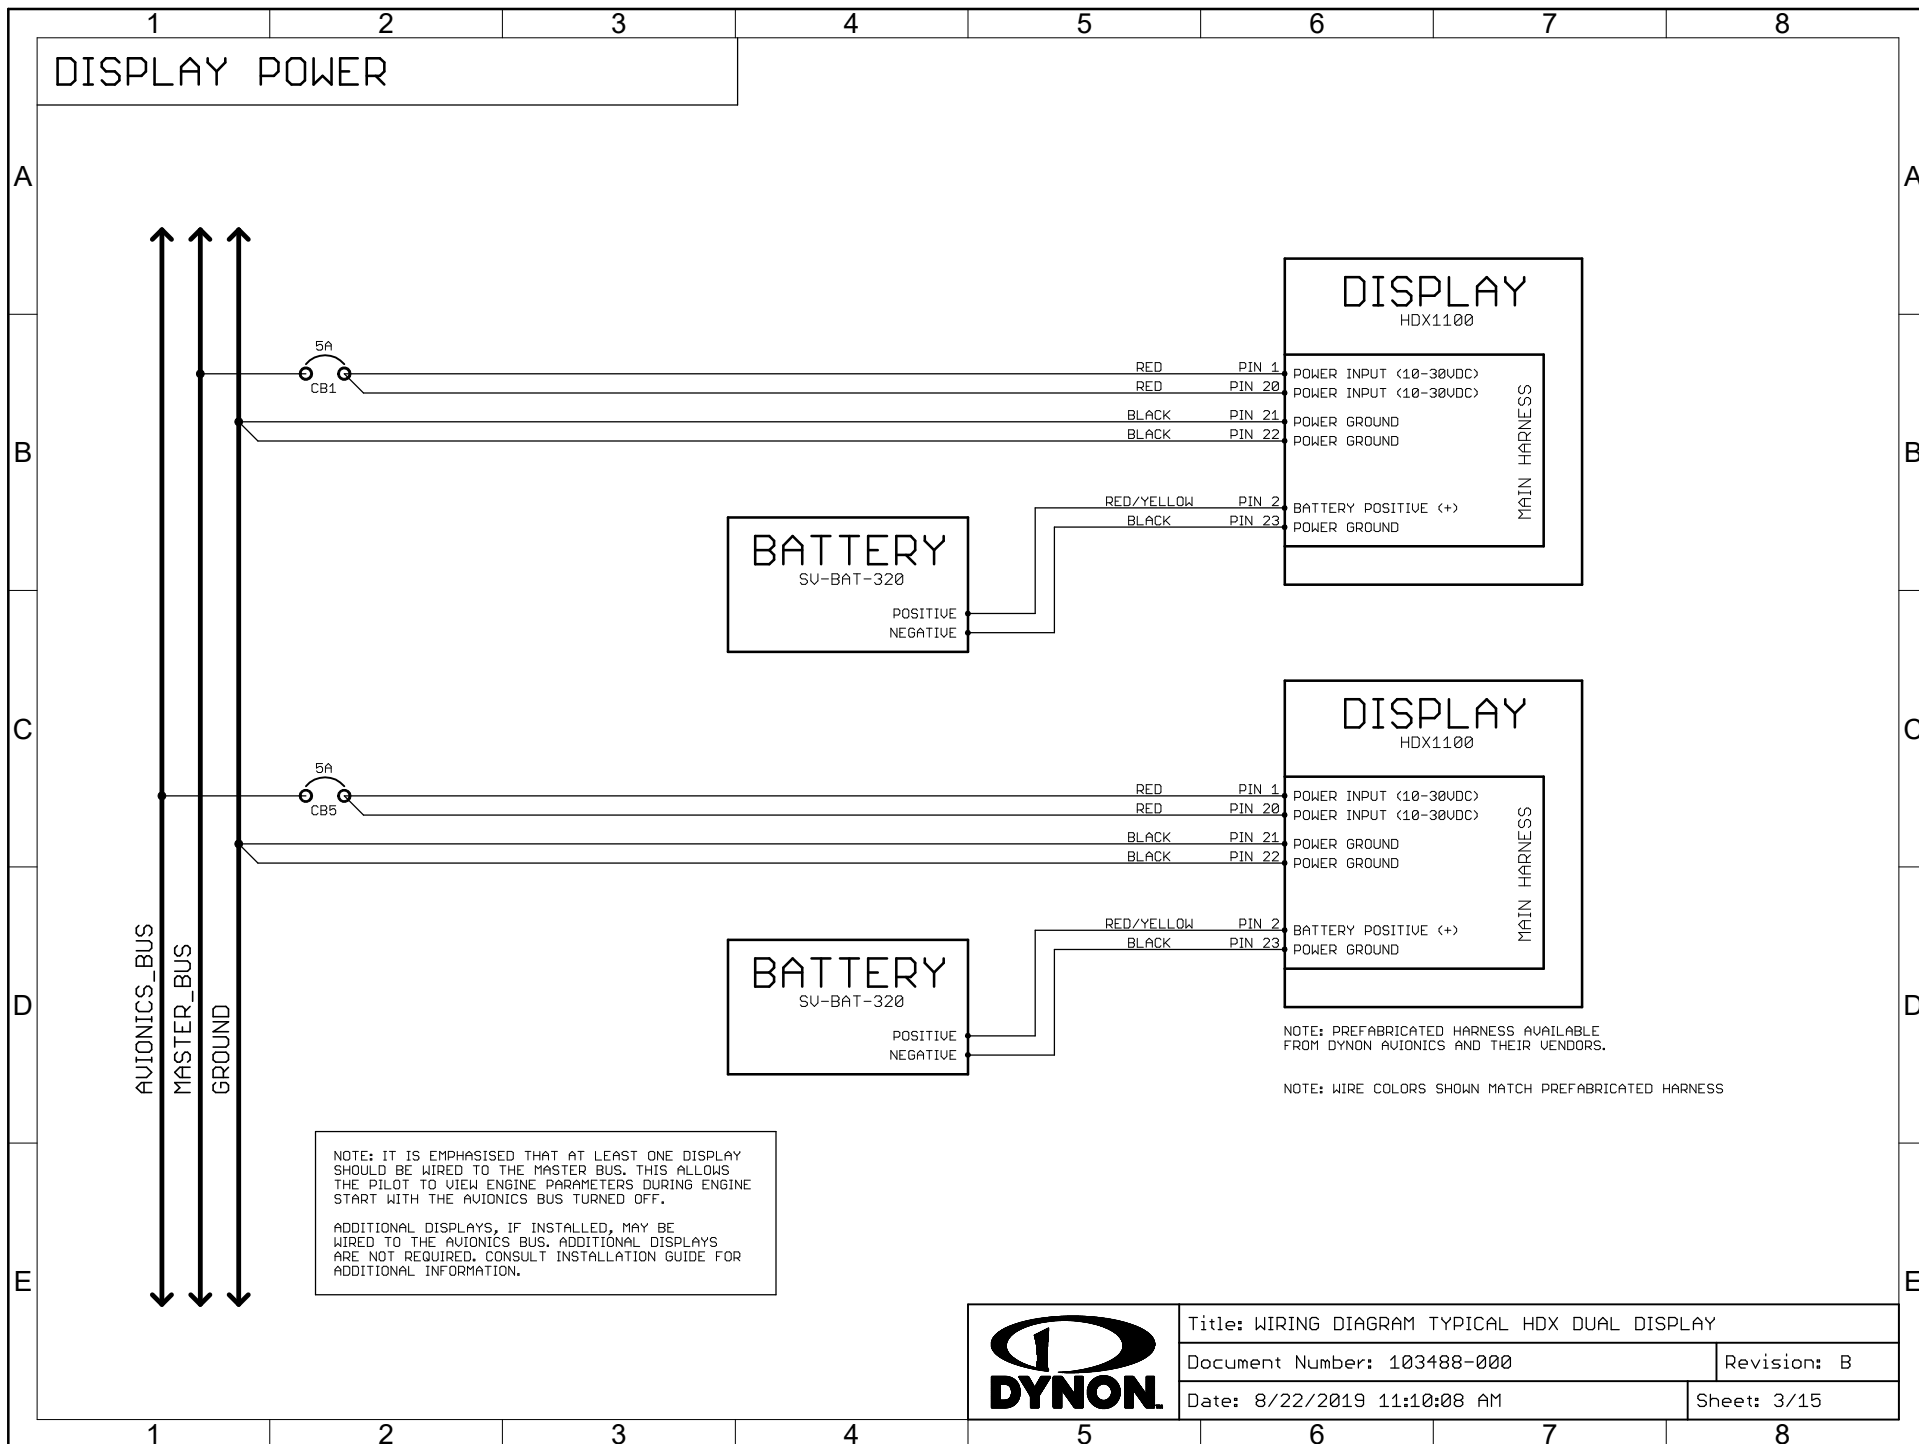 1 2 3 4 5 6 7 8
DISPLAY POWER
A A
DISPLAY
HDX1100
5A
CB1
RED PIN 1 POWER INPUT (10-30VDC)
RED PIN 20 POWER INPUT (10-30VDC)
BLACK PIN 21 POWER GROUND
BLACK PIN 22 POWER GROUND
MAIN HARNESS
B B
RED/YELLOW PIN 2 BATTERY POSITIVE (+)
BLACK PIN 23 POWER GROUND
BATTERY
SV-BAT-320
POSITIVE
NEGATIVE
DISPLAY
HDX1100
C C
5A
CB5
RED PIN 1 POWER INPUT (10-30VDC)
RED PIN 20 POWER INPUT (10-30VDC)
BLACK PIN 21 POWER GROUND
BLACK PIN 22 POWER GROUND
MAIN HARNESS
RED/YELLOW PIN 2 BATTERY POSITIVE (+)
BLACK PIN 23 POWER GROUND
BATTERY
SV-BAT-320
POSITIVE
NEGATIVE
AVIONICS_BUS
MASTER_BUS
GROUND
D D
NOTE: PREFABRICATED HARNESS AVAILABLE
FROM DYNON AVIONICS AND THEIR VENDORS.
NOTE: WIRE COLORS SHOWN MATCH PREFABRICATED HARNESS
NOTE: IT IS EMPHASISED THAT AT LEAST ONE DISPLAY
SHOULD BE WIRED TO THE MASTER BUS. THIS ALLOWS
THE PILOT TO VIEW ENGINE PARAMETERS DURING ENGINE
START WITH THE AVIONICS BUS TURNED OFF.
ADDITIONAL DISPLAYS, IF INSTALLED, MAY BE
WIRED TO THE AVIONICS BUS. ADDITIONAL DISPLAYS
ARE NOT REQUIRED. CONSULT INSTALLATION GUIDE FOR
ADDITIONAL INFORMATION.
E E
DYNON
Title: WIRING DIAGRAM TYPICAL HDX DUAL DISPLAY
Document Number: 103488-000 Revision: B
Date: 8/22/2019 11:10:08 AM Sheet: 3/15
1 2 3 4 5 6 7 8